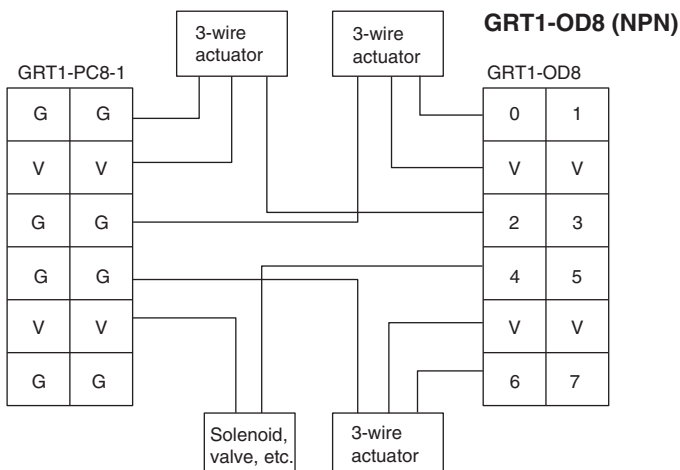 GRT1-OD8 (NPN)
3-wire
actuator
3-wire
actuator
GRT1-PC8-1
GRT1-OD8
G G
0 1
V V
V V
G G
2 3
G G
4 5
V V
V V
G G
6 7
Solenoid,
valve, etc.
3-wire
actuator